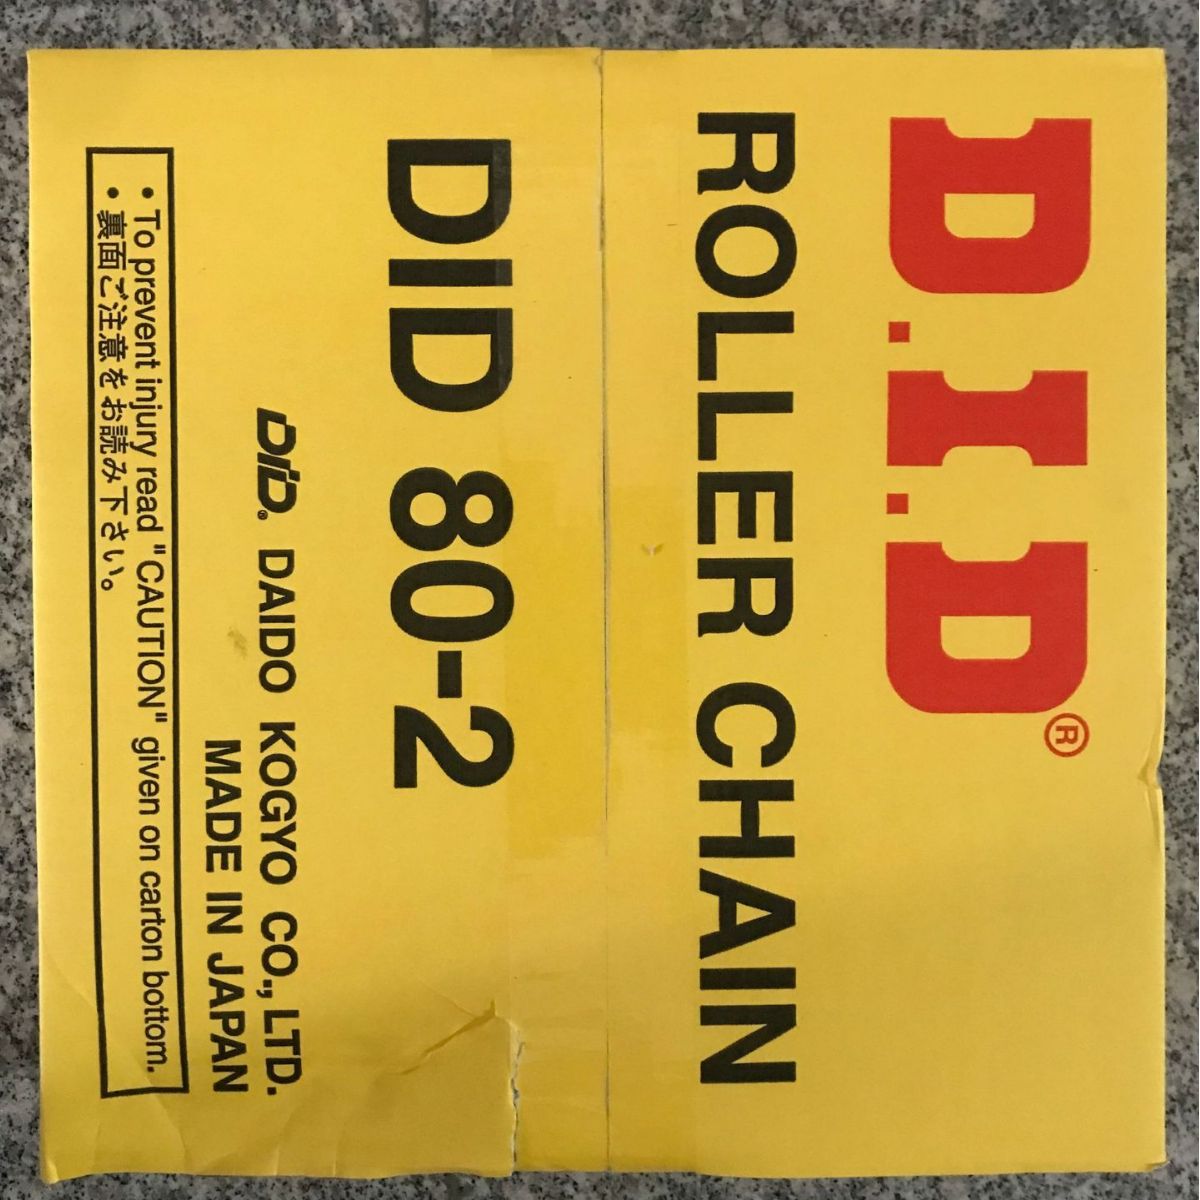 D.I.D®
ROLLER CHAIN
DID 80-2
DID® DAIDO KOGYO CO., LTD.
MADE IN JAPAN
• To prevent injury read "CAUTION" given on carton bottom.
• 裏面ご注意をお読み下さい。